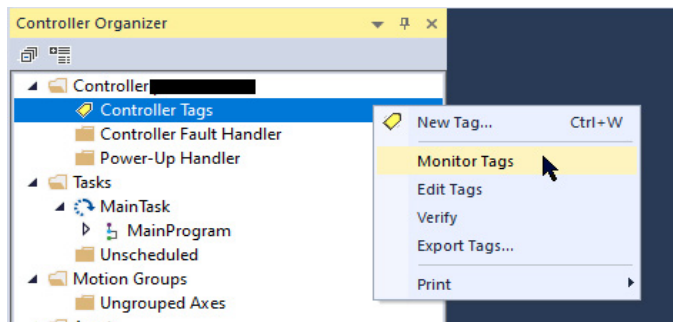 Controller Organizer
Controller
Controller Tags
Controller Fault Handler
Power-Up Handler
Tasks
MainTask
MainProgram
Unscheduled
Motion Groups
Ungrouped Axes
New Tag... Ctrl+W
Monitor Tags
Edit Tags
Verify
Export Tags...
Print